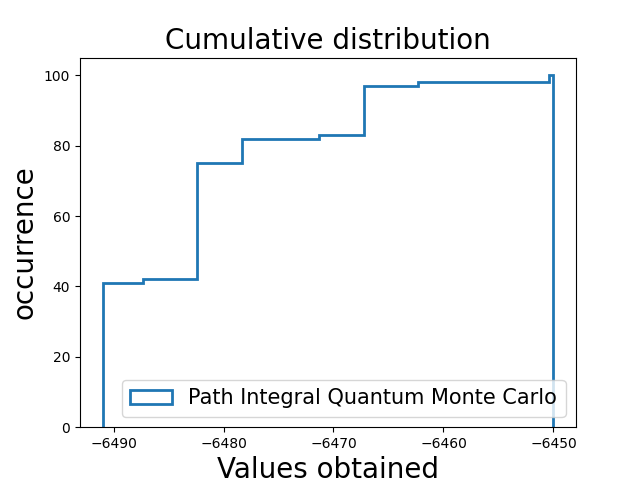 Cumulative distribution
100
80
60
40
20
0
occurrence
Path Integral Quantum Monte Carlo
−6490 −6480 −6470 −6460 −6450
Values obtained